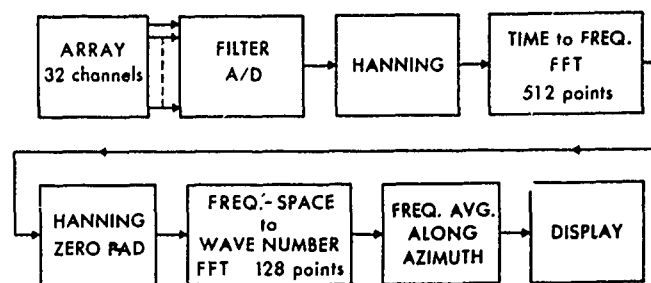 ARRAY
32 channels
FILTER
A/D
HANNING
TIME to FREQ.
FFT
512 points
HANNING
ZERO PAD
FREQ.-SPACE
to
WAVE NUMBER
FFT 128 points
FREQ. AVG.
ALONG
AZIMUTH
DISPLAY